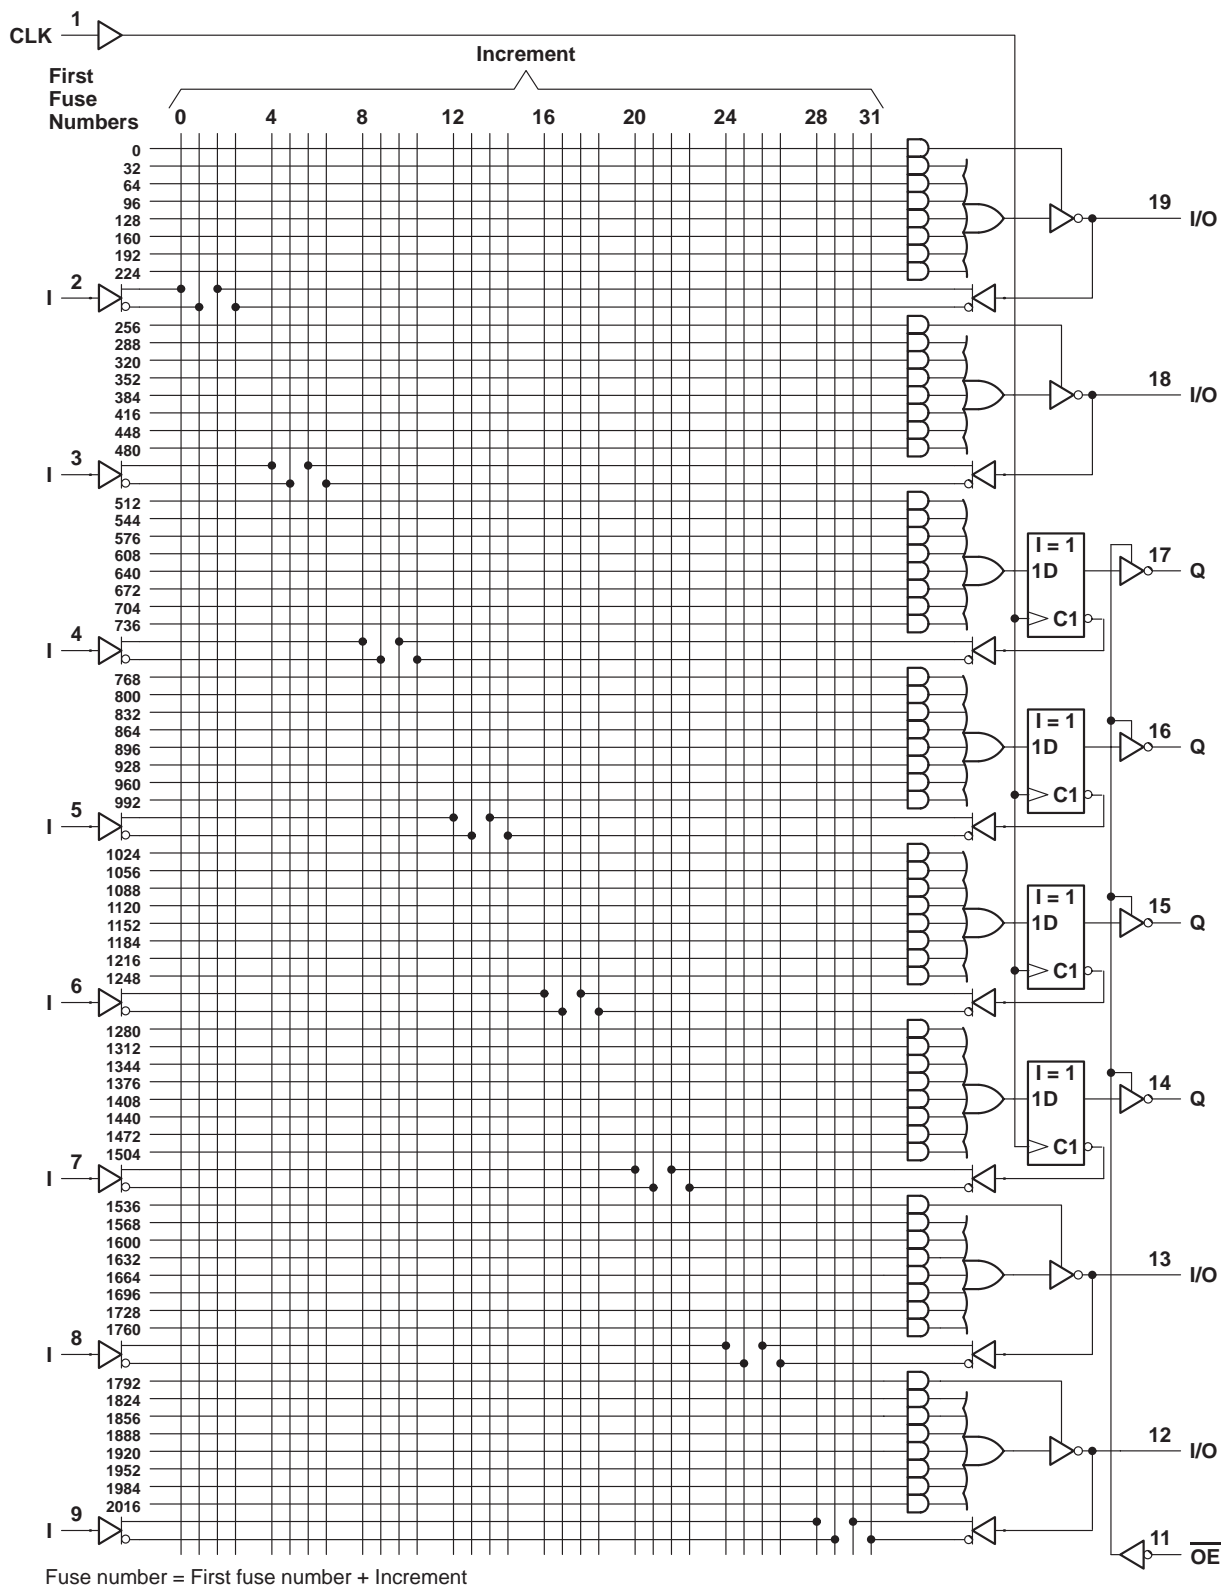 CLK 1
Increment
First
Fuse
Numbers
0 4 8 12 16 20 24 28 31
0
32
64
96
128
160
192
224
19 I/O
I 2
256
288
320
352
384
416
448
480
18 I/O
I 3
512
544
576
608
640
672
704
736
I = 1
1D
C1
17 Q
I 4
768
800
832
864
896
928
960
992
I = 1
1D
C1
16 Q
I 5
1024
1056
1088
1120
1152
1184
1216
1248
I = 1
1D
C1
15 Q
I 6
1280
1312
1344
1376
1408
1440
1472
1504
I = 1
1D
C1
14 Q
I 7
1536
1568
1600
1632
1664
1696
1728
1760
13 I/O
I 8
1792
1824
1856
1888
1920
1952
1984
2016
12 I/O
I 9
11 O̅E̅
Fuse number = First fuse number + Increment